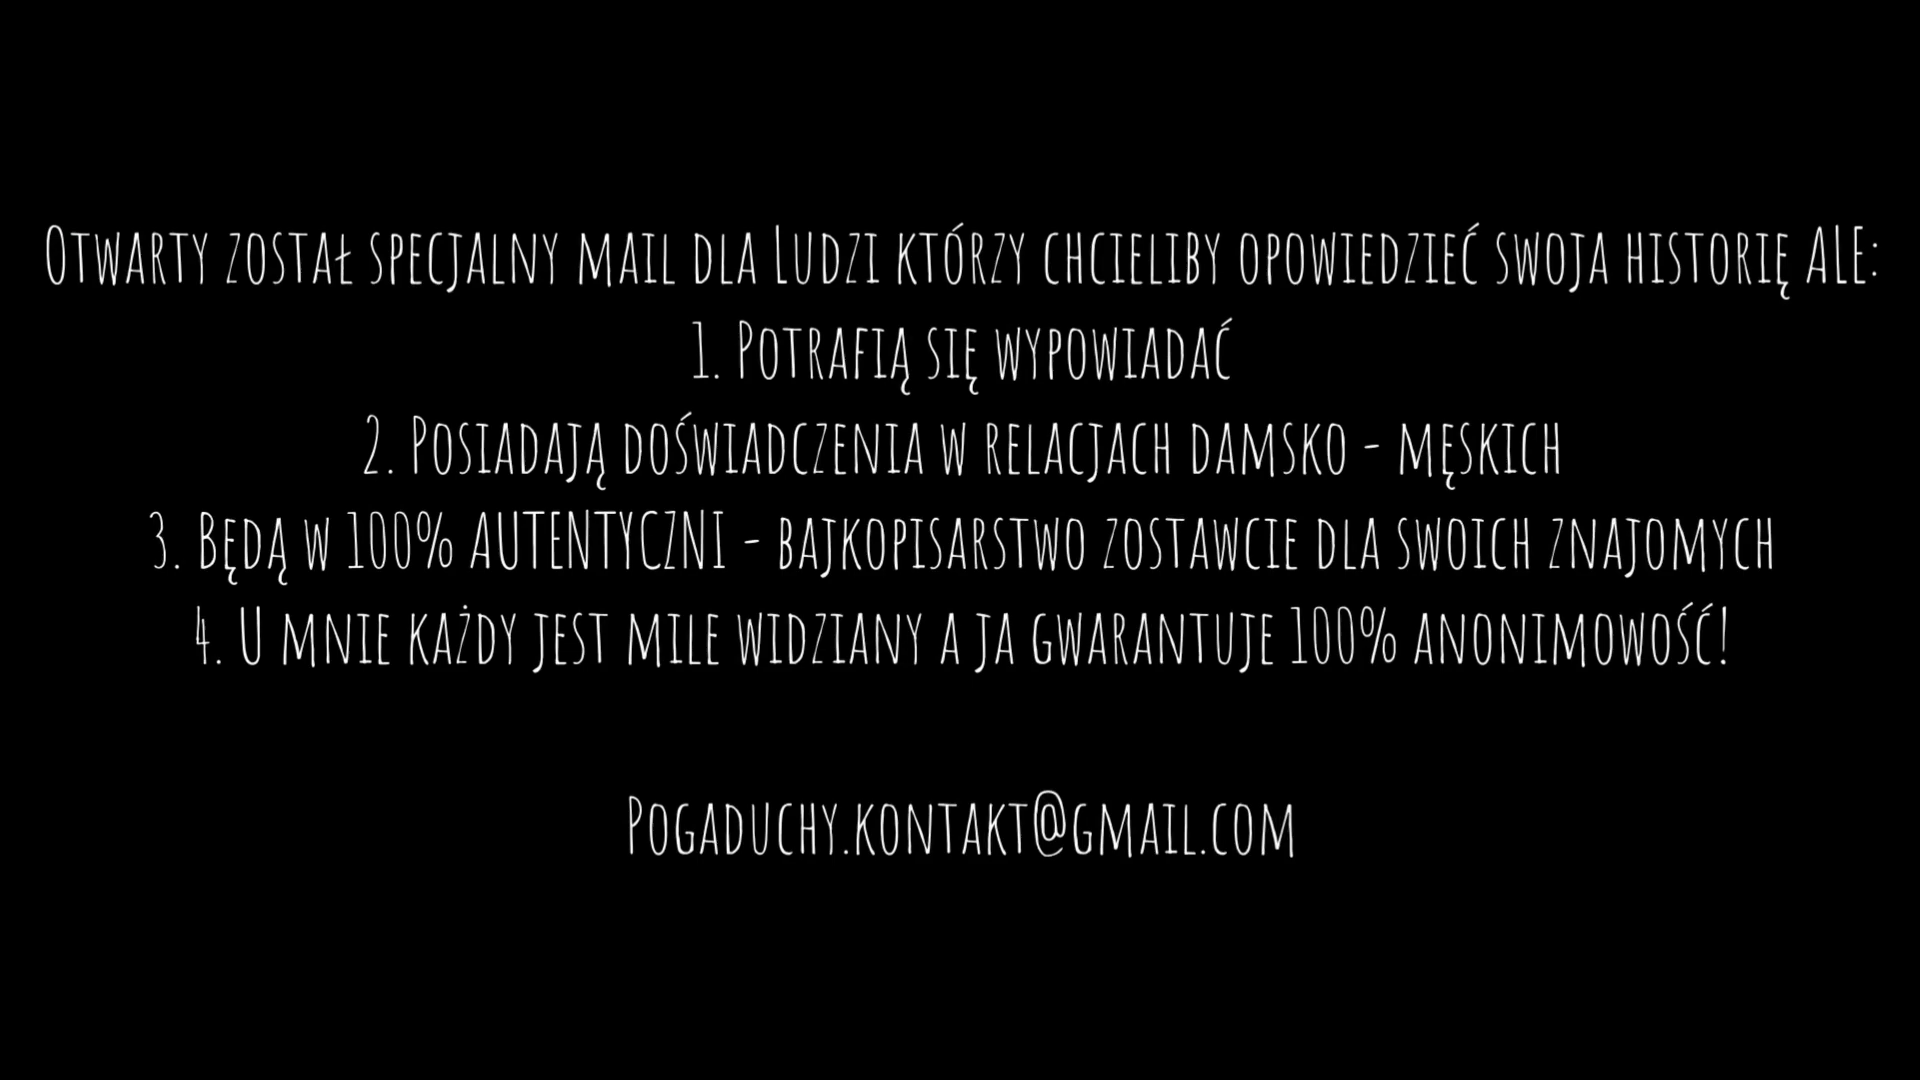 Otwarty został specjalny mail dla Ludzi którzy chcieliby opowiedzieć swoja historię ALE:
1. Potrafią się wypowiadać
2. Posiadają doświadczenia w relacjach damsko - męskich
3. Będą w 100% AUTENTYCZNI - bajkopisarstwo zostawcie dla swoich znajomych
4. U mnie każdy jest mile widziany a ja gwarantuje 100% anonimowość!
Pogaduchy.kontakt@gmail.com